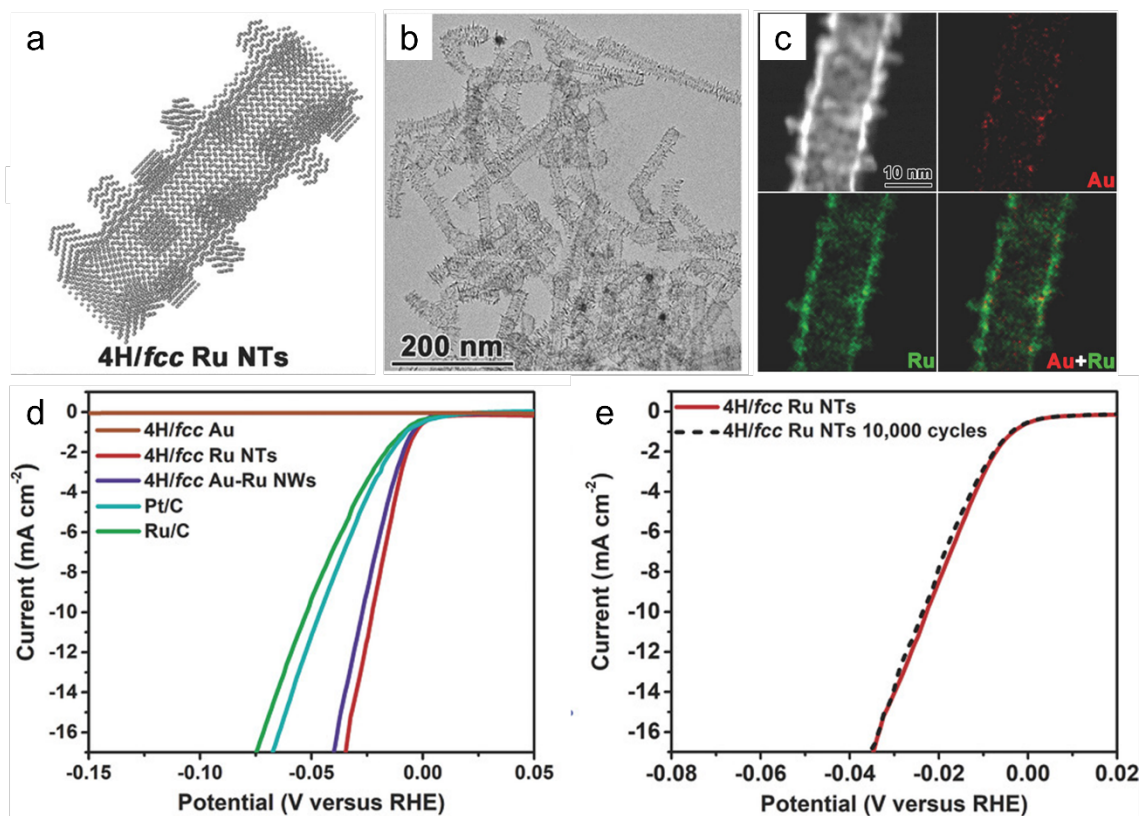 a
4H/fcc Ru NTs
b
200 nm
c
10 nm
Au
Ru
Au+Ru
d
4H/fcc Au
4H/fcc Ru NTs
4H/fcc Au-Ru NWs
Pt/C
Ru/C
Current (mA cm⁻²)
0
-2
-4
-6
-8
-10
-12
-14
-16
-0.15 -0.10 -0.05 0.00 0.05
Potential (V versus RHE)
e
4H/fcc Ru NTs
4H/fcc Ru NTs 10,000 cycles
Current (mA cm⁻²)
0
-2
-4
-6
-8
-10
-12
-14
-16
-0.08 -0.06 -0.04 -0.02 0.00 0.02
Potential (V versus RHE)